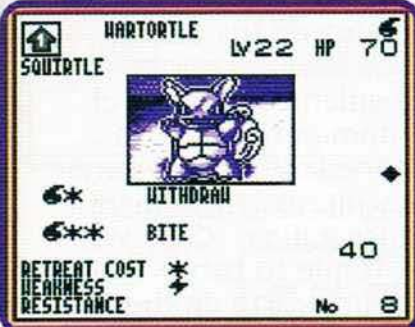 WARTORTLE
LV22 HP 70
SQUIRTLE
WITHDRAW
BITE
40
RETREAT COST
WEAKNESS
RESISTANCE No 8